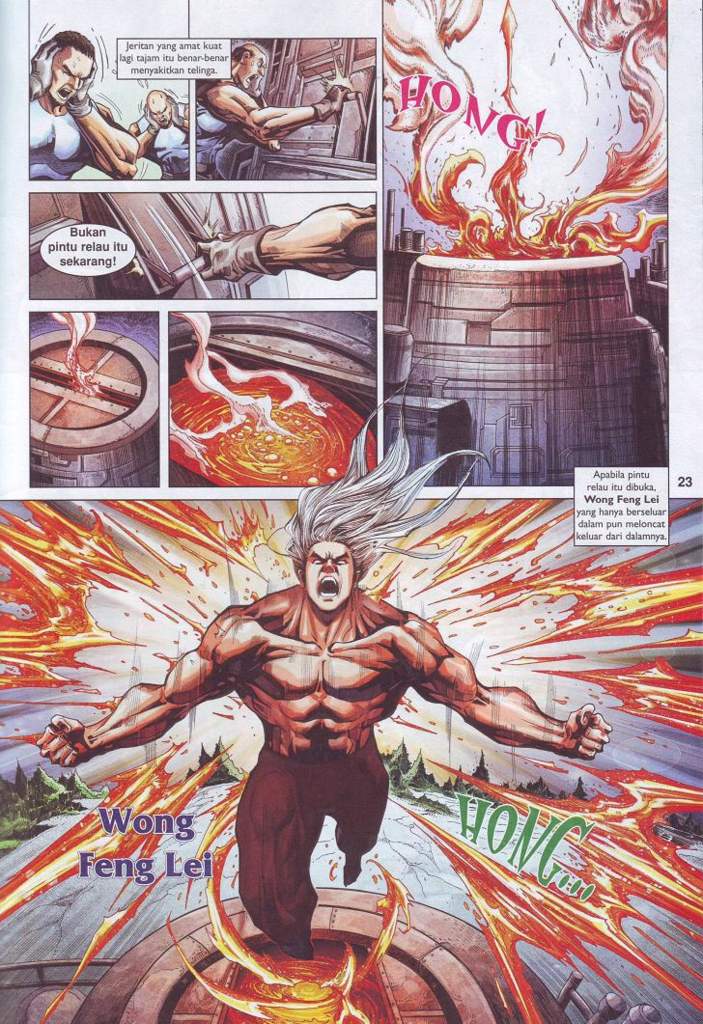 Jeritan yang amat kuat
lagi tajam itu benar-benar
menyakitkan telinga.
Bukan
pintu relau itu
sekarang!
HONG!
Apabila pintu
relau itu dibuka,
Wong Feng Lei
yang hanya berseluar
dalam pun meloncat
keluar dari dalamnya.
23
Wong
Feng Lei
HONG...